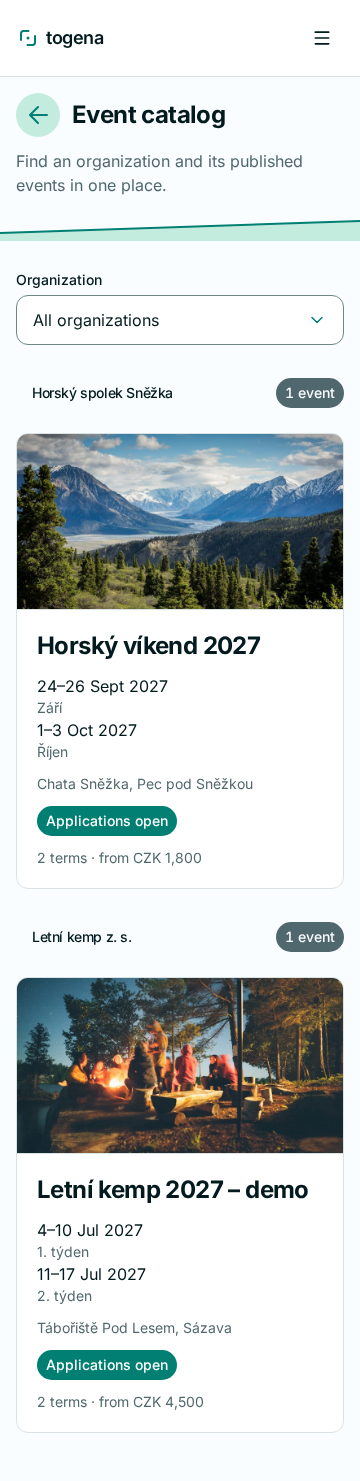 togena
Event catalog
Find an organization and its published
events in one place.
Organization
All organizations
Horský spolek Sněžka
1 event
Horský víkend 2027
24–26 Sept 2027
Září
1–3 Oct 2027
Říjen
Chata Sněžka, Pec pod Sněžkou
Applications open
2 terms · from CZK 1,800
Letní kemp z. s.
1 event
Letní kemp 2027 – demo
4–10 Jul 2027
1. týden
11–17 Jul 2027
2. týden
Tábořiště Pod Lesem, Sázava
Applications open
2 terms · from CZK 4,500